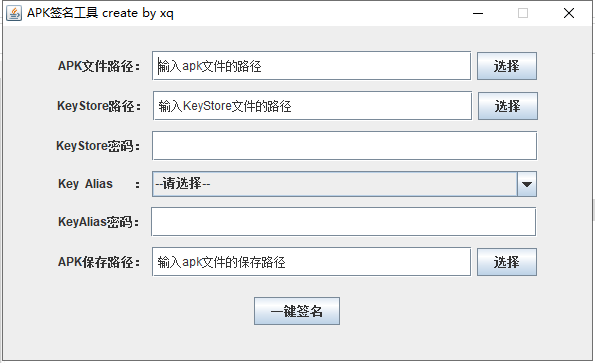 APK签名工具 create by xq
APK文件路径： 输入apk文件的路径 选择
KeyStore路径： 输入KeyStore文件的路径 选择
KeyStore密码：
Key Alias ： --请选择--
KeyAlias密码：
APK保存路径： 输入apk文件的保存路径 选择
一键签名